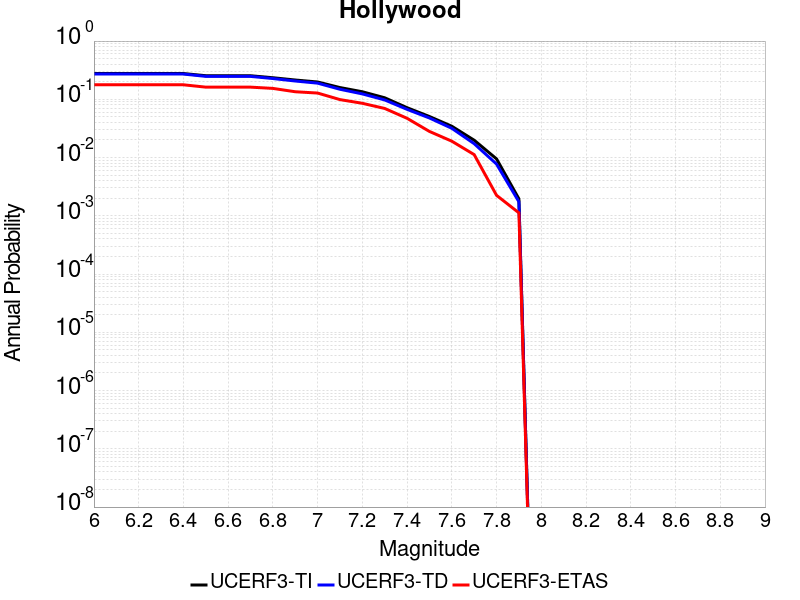 Hollywood
10^0
10^-1
10^-2
10^-3
10^-4
10^-5
10^-6
10^-7
10^-8
Annual Probability
6 6.2 6.4 6.6 6.8 7 7.2 7.4 7.6 7.8 8 8.2 8.4 8.6 8.8 9
Magnitude
UCERF3-TI UCERF3-TD UCERF3-ETAS